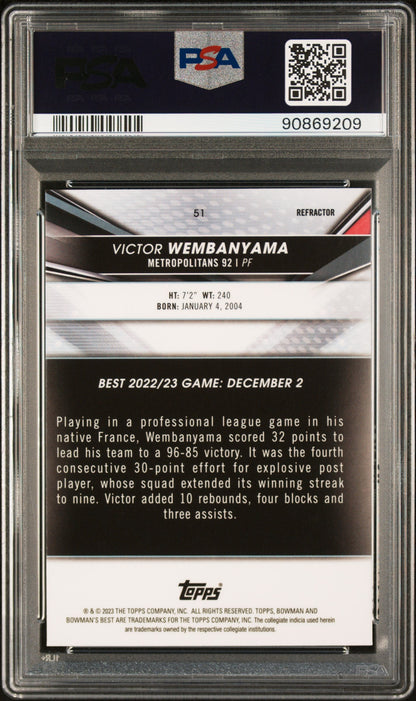 PSA
PSA
90869209
51
REFRACTOR
VICTOR WEMBANYAMA
METROPOLITANS 92 | PF
HT: 7'2" WT: 240
BORN: JANUARY 4, 2004
BEST 2022/23 GAME: DECEMBER 2
Playing in a professional league game in his
native France, Wembanyama scored 32 points to
lead his team to a 96-85 victory. It was the fourth
consecutive 30-point effort for explosive post
player, whose squad extended its winning streak
to nine. Victor added 10 rebounds, four blocks and
three assists.
TOPPS
® & © 2023 THE TOPPS COMPANY, INC. ALL RIGHTS RESERVED. TOPPS, BOWMAN AND
BOWMAN'S BEST ARE TRADEMARKS FOR THE TOPPS COMPANY, INC. The collegiate indicia used herein
are trademarks owned by the respective collegiate institutions.
PSA